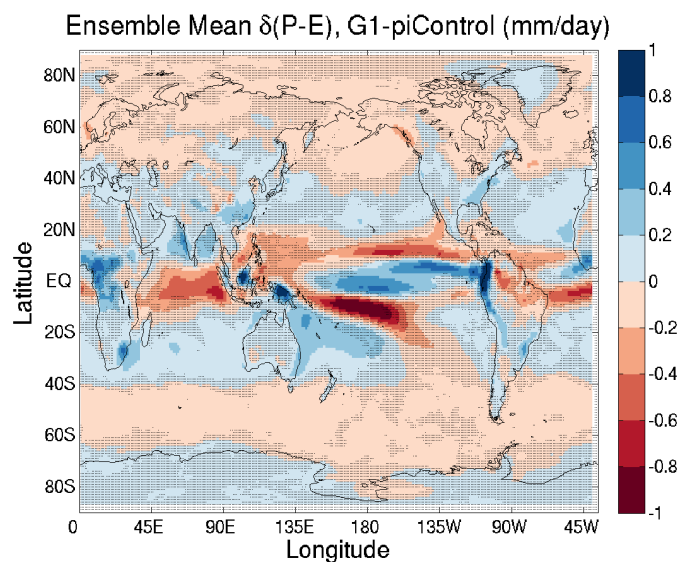 Ensemble Mean δ(P-E), G1-piControl (mm/day)
80N
60N
40N
20N
EQ
20S
40S
60S
80S
Latitude
0 45E 90E 135E 180 135W 90W 45W
Longitude
1
0.8
0.6
0.4
0.2
0
-0.2
-0.4
-0.6
-0.8
-1